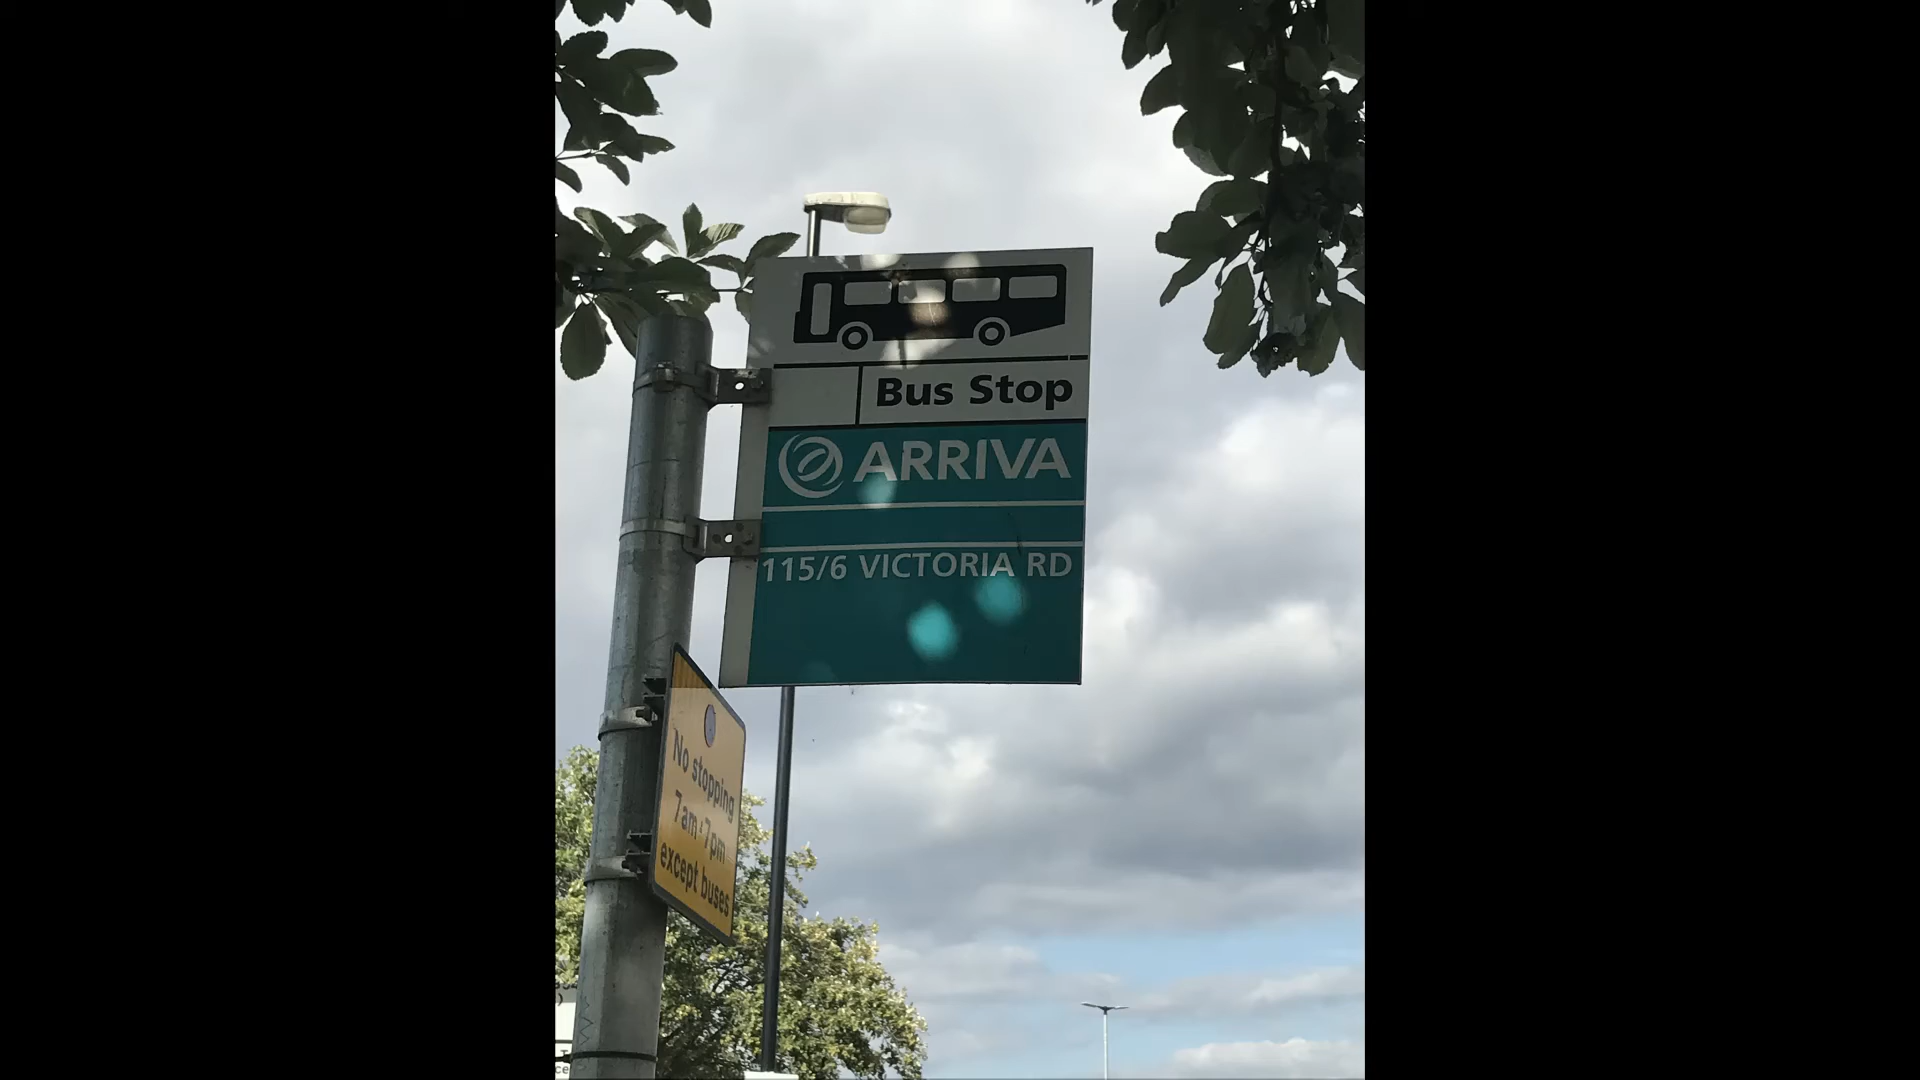 Bus Stop
ARRIVA
115/6 VICTORIA RD
No stopping
7am-7pm
except buses